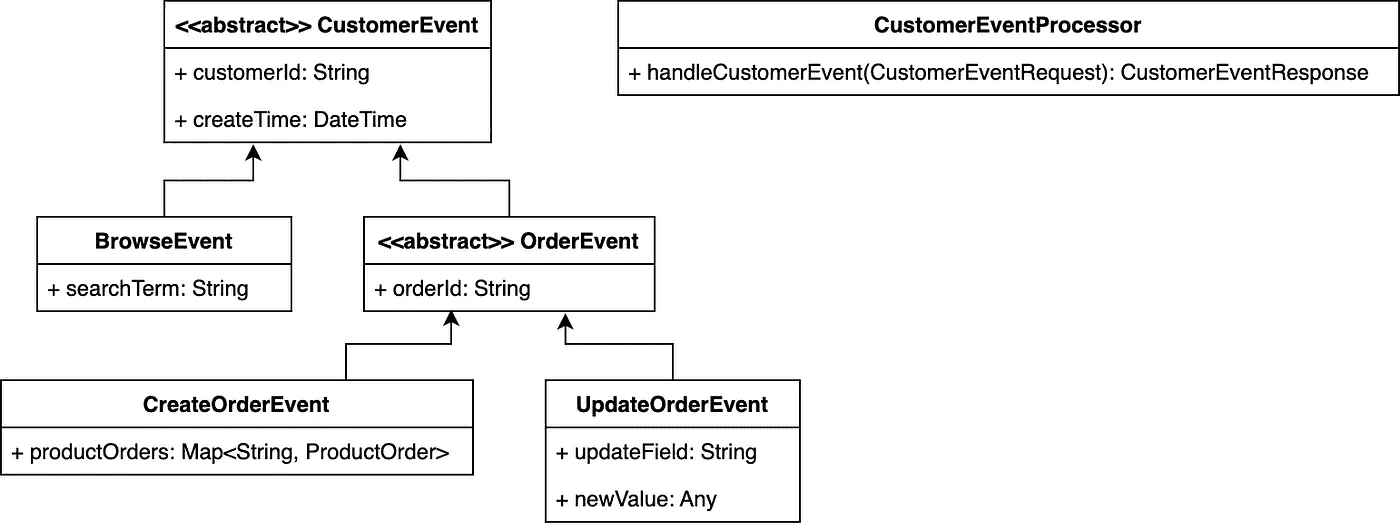 <<abstract>> CustomerEvent
+ customerId: String
+ createTime: DateTime
CustomerEventProcessor
+ handleCustomerEvent(CustomerEventRequest): CustomerEventResponse
BrowseEvent
+ searchTerm: String
<<abstract>> OrderEvent
+ orderId: String
CreateOrderEvent
+ productOrders: Map<String, ProductOrder>
UpdateOrderEvent
+ updateField: String
+ newValue: Any